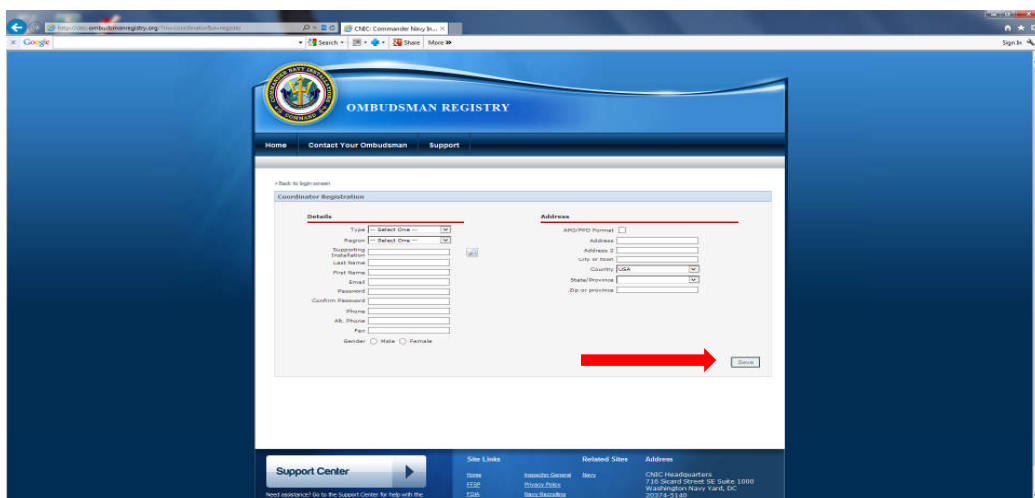 CNIC: Commander Navy In...
Google
Search
Share
More »
Sign In
OMBUDSMAN REGISTRY
Home
Contact Your Ombudsman
Support
Back to login screen
Coordinator Registration
Details
Type
-- Select One --
Region
-- Select One --
Supporting
Installation
Last Name
First Name
Email
Password
Confirm Password
Phone
Alt. Phone
Fax
Gender
Male
Female
Address
APO/FPO Format
Address
Address 2
City or town
Country
USA
State/Province
Zip or province
Save
Support Center
Need assistance? Go to the Support Center for help with the
Site Links
Home
FFSP
FOIA
Inspector General
Privacy Policy
Navy Recruiting
Related Sites
Navy
Address
CNIC Headquarters
716 Sicard Street SE Suite 1000
Washington Navy Yard, DC
20374-5140